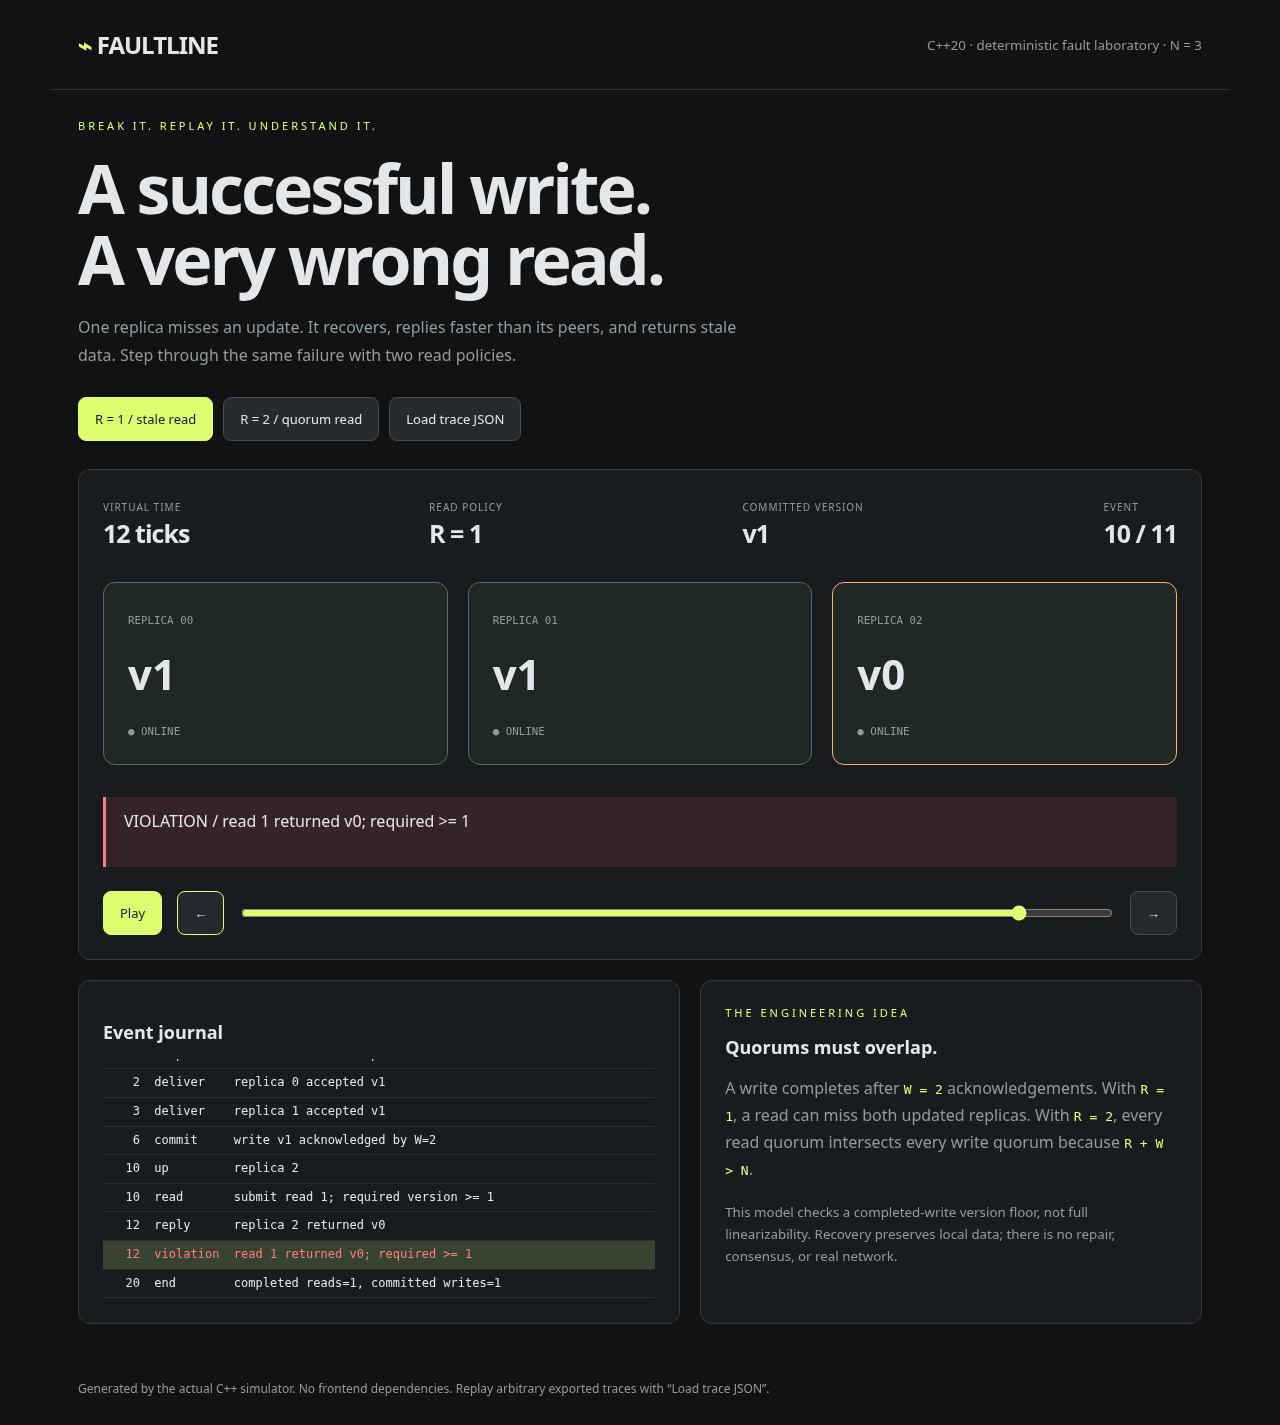 ⌁ FAULTLINE
C++20 · deterministic fault laboratory · N = 3
BREAK IT. REPLAY IT. UNDERSTAND IT.
A successful write.
A very wrong read.
One replica misses an update. It recovers, replies faster than its peers, and returns stale
data. Step through the same failure with two read policies.
R = 1 / stale read
R = 2 / quorum read
Load trace JSON
VIRTUAL TIME
12 ticks
READ POLICY
R = 1
COMMITTED VERSION
v1
EVENT
10 / 11
REPLICA 00
v1
● ONLINE
REPLICA 01
v1
● ONLINE
REPLICA 02
v0
● ONLINE
VIOLATION / read 1 returned v0; required >= 1
Play
←
→
Event journal
2 deliver replica 0 accepted v1
3 deliver replica 1 accepted v1
6 commit write v1 acknowledged by W=2
10 up replica 2
10 read submit read 1; required version >= 1
12 reply replica 2 returned v0
12 violation read 1 returned v0; required >= 1
20 end completed reads=1, committed writes=1
THE ENGINEERING IDEA
Quorums must overlap.
A write completes after W = 2 acknowledgements. With R =
1, a read can miss both updated replicas. With R = 2, every
read quorum intersects every write quorum because R + W
> N.
This model checks a completed-write version floor, not full
linearizability. Recovery preserves local data; there is no repair,
consensus, or real network.
Generated by the actual C++ simulator. No frontend dependencies. Replay arbitrary exported traces with “Load trace JSON”.